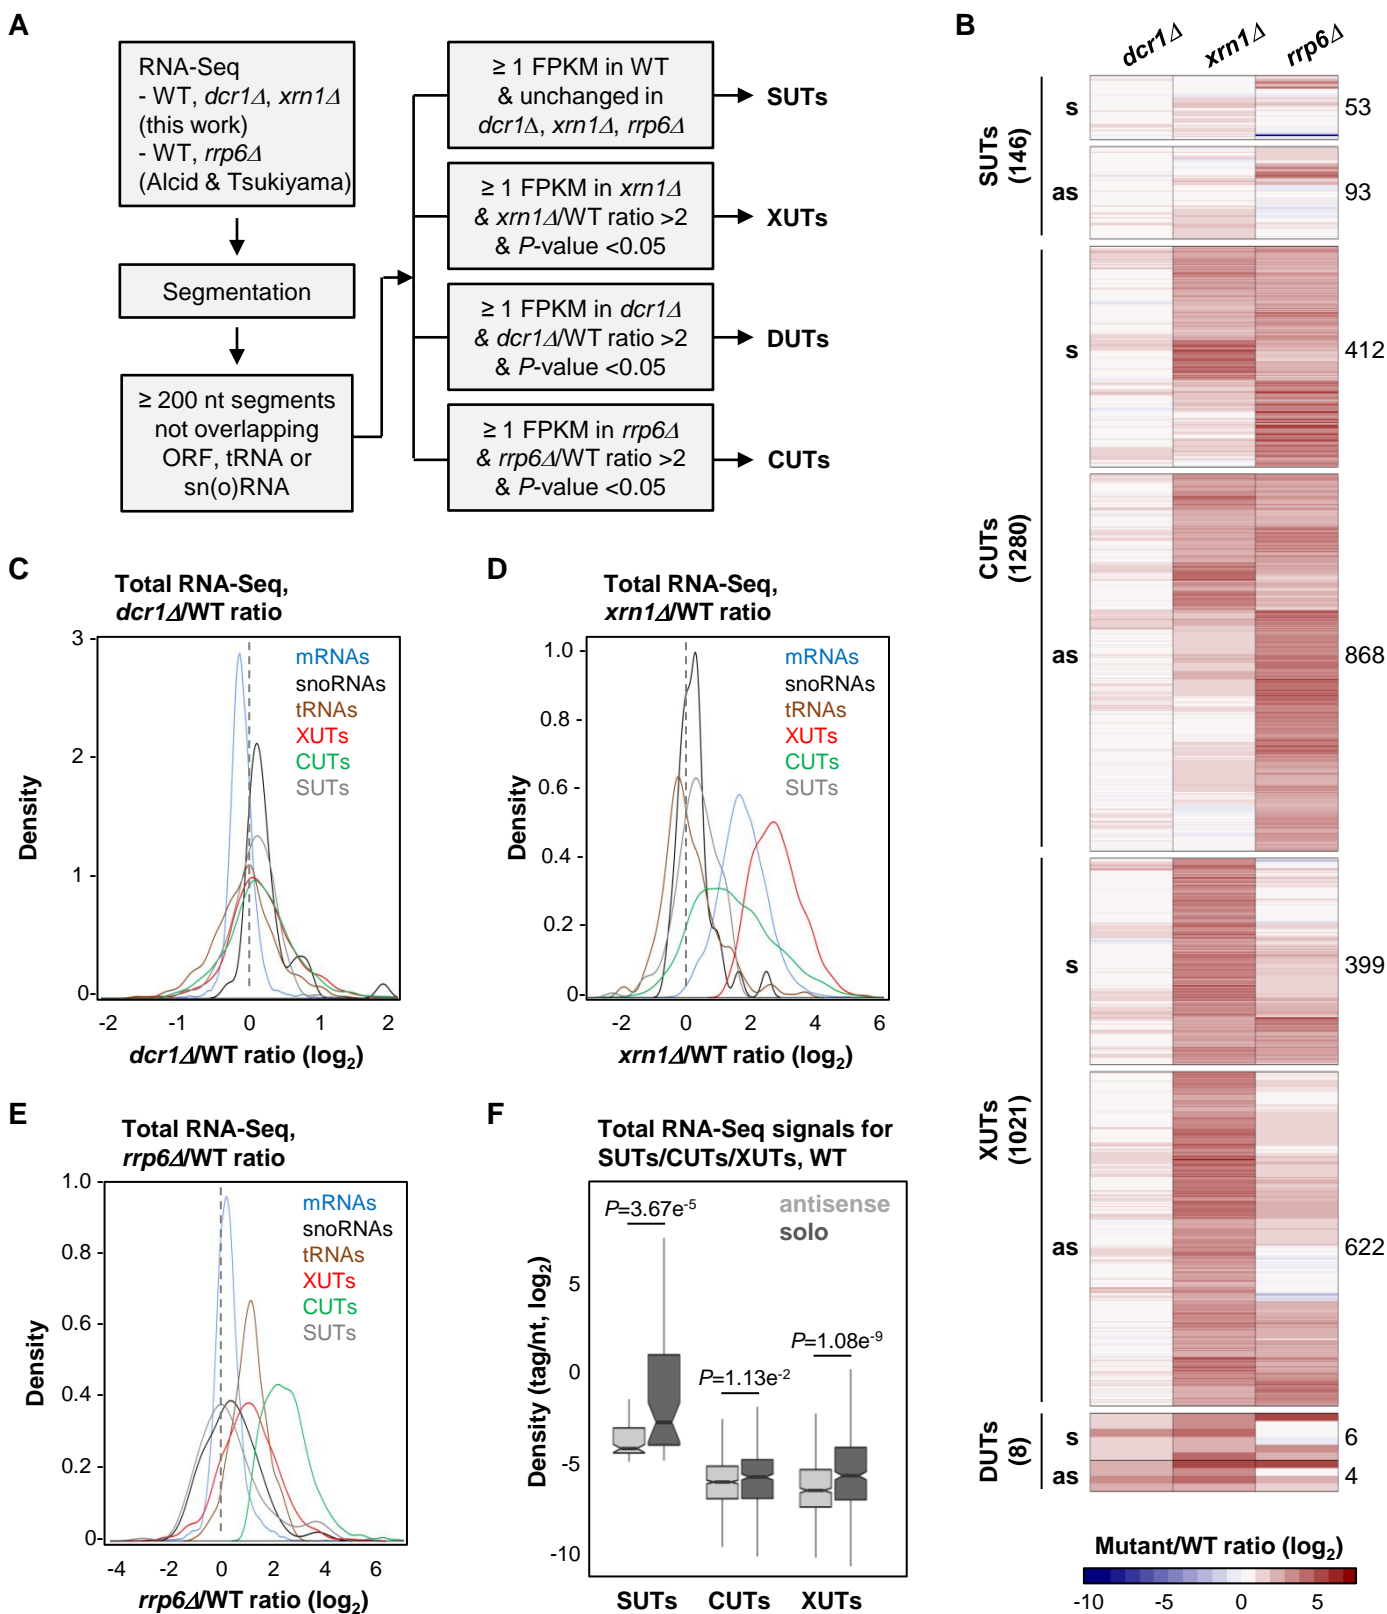 A
RNA-Seq
- WT, dcr1Δ, xrn1Δ
(this work)
- WT, rrp6Δ
(Alcid & Tsukiyama)
Segmentation
≥ 200 nt segments
not overlapping
ORF, tRNA or
sn(o)RNA
≥ 1 FPKM in WT
& unchanged in
dcr1Δ, xrn1Δ, rrp6Δ
SUTs
≥ 1 FPKM in xrn1Δ
& xrn1Δ/WT ratio >2
& P-value <0.05
XUTs
≥ 1 FPKM in dcr1Δ
& dcr1Δ/WT ratio >2
& P-value <0.05
DUTs
≥ 1 FPKM in rrp6Δ
& rrp6Δ/WT ratio >2
& P-value <0.05
CUTs
B
dcr1Δ xrn1Δ rrp6Δ
SUTs
(146)
s 53
as 93
CUTs
(1280)
s 412
as 868
XUTs
(1021)
s 399
as 622
DUTs
(8)
s 6
as 4
Mutant/WT ratio (log2)
-10 -5 0 5
C
Total RNA-Seq,
dcr1Δ/WT ratio
Density
3
2
1
0
mRNAs
snoRNAs
tRNAs
XUTs
CUTs
SUTs
-2 -1 0 1 2
dcr1Δ/WT ratio (log2)
D
Total RNA-Seq,
xrn1Δ/WT ratio
Density
1.0
0.8
0.6
0.4
0.2
0
mRNAs
snoRNAs
tRNAs
XUTs
CUTs
SUTs
-2 0 2 4 6
xrn1Δ/WT ratio (log2)
E
Total RNA-Seq,
rrp6Δ/WT ratio
Density
1.0
0.8
0.6
0.4
0.2
0
mRNAs
snoRNAs
tRNAs
XUTs
CUTs
SUTs
-4 -2 0 2 4 6
rrp6Δ/WT ratio (log2)
F
Total RNA-Seq signals for
SUTs/CUTs/XUTs, WT
Density (tag/nt, log2)
5
0
-5
-10
antisense
solo
P=3.67e-5
P=1.13e-2
P=1.08e-9
SUTs CUTs XUTs